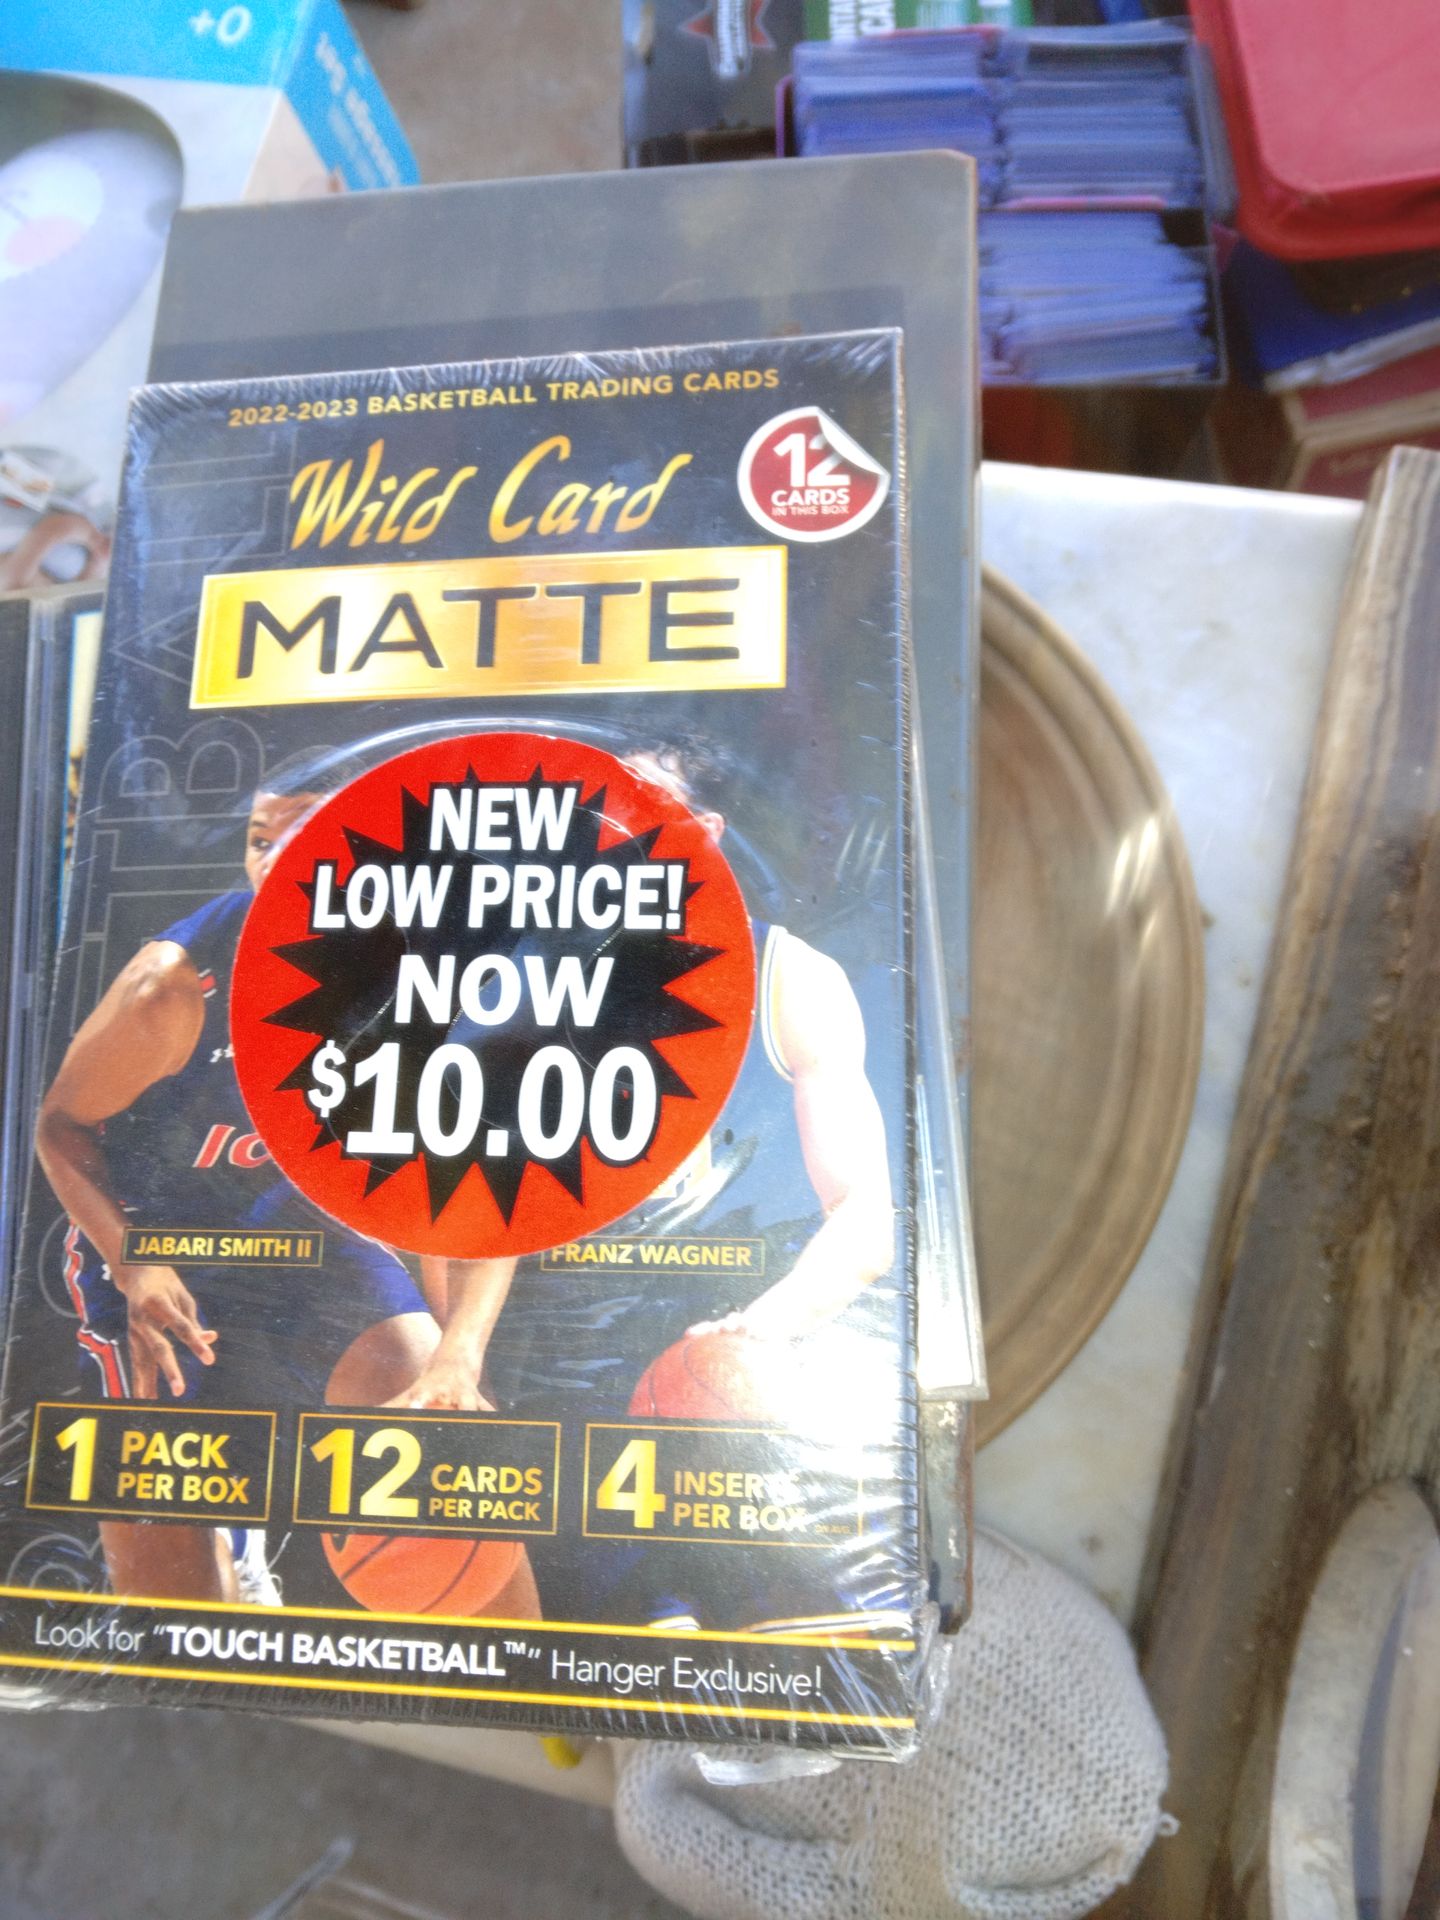 +0
2022-2023 BASKETBALL TRADING CARDS
Wild Card
12
CARDS
IN THIS BOX
MATTE
NEW
LOW PRICE!
NOW
$10.00
JABARI SMITH II
FRANZ WAGNER
1 PACK
PER BOX
12 CARDS
PER PACK
4 INSERTS
PER BOX
Look for "TOUCH BASKETBALL™" Hanger Exclusive!